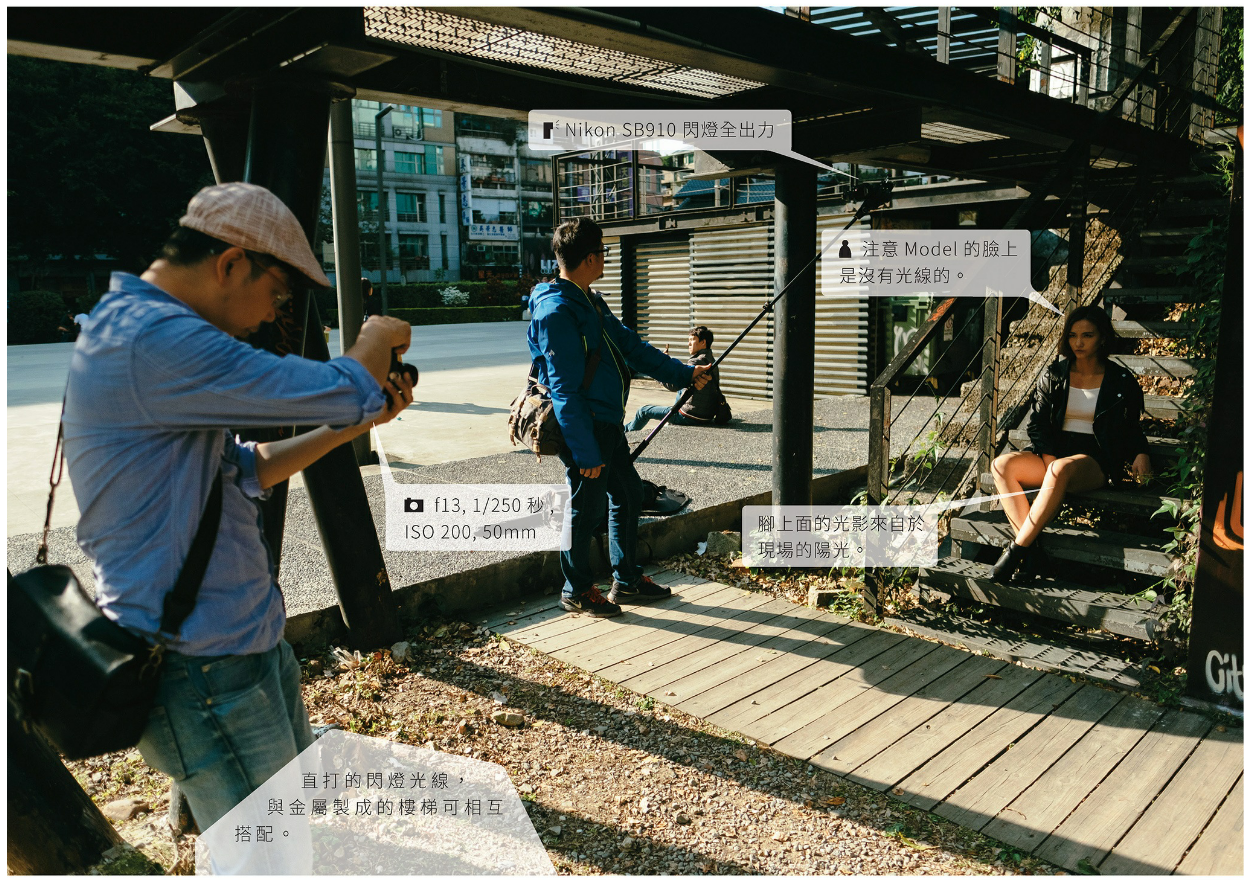 Nikon SB910 閃燈全出力
注意 Model 的臉上
是沒有光線的。
f13, 1/250 秒，
ISO 200, 50mm
腳上面的光影來自於
現場的陽光。
直打的閃燈光線，
與金屬製成的樓梯可相互
搭配。
Cit